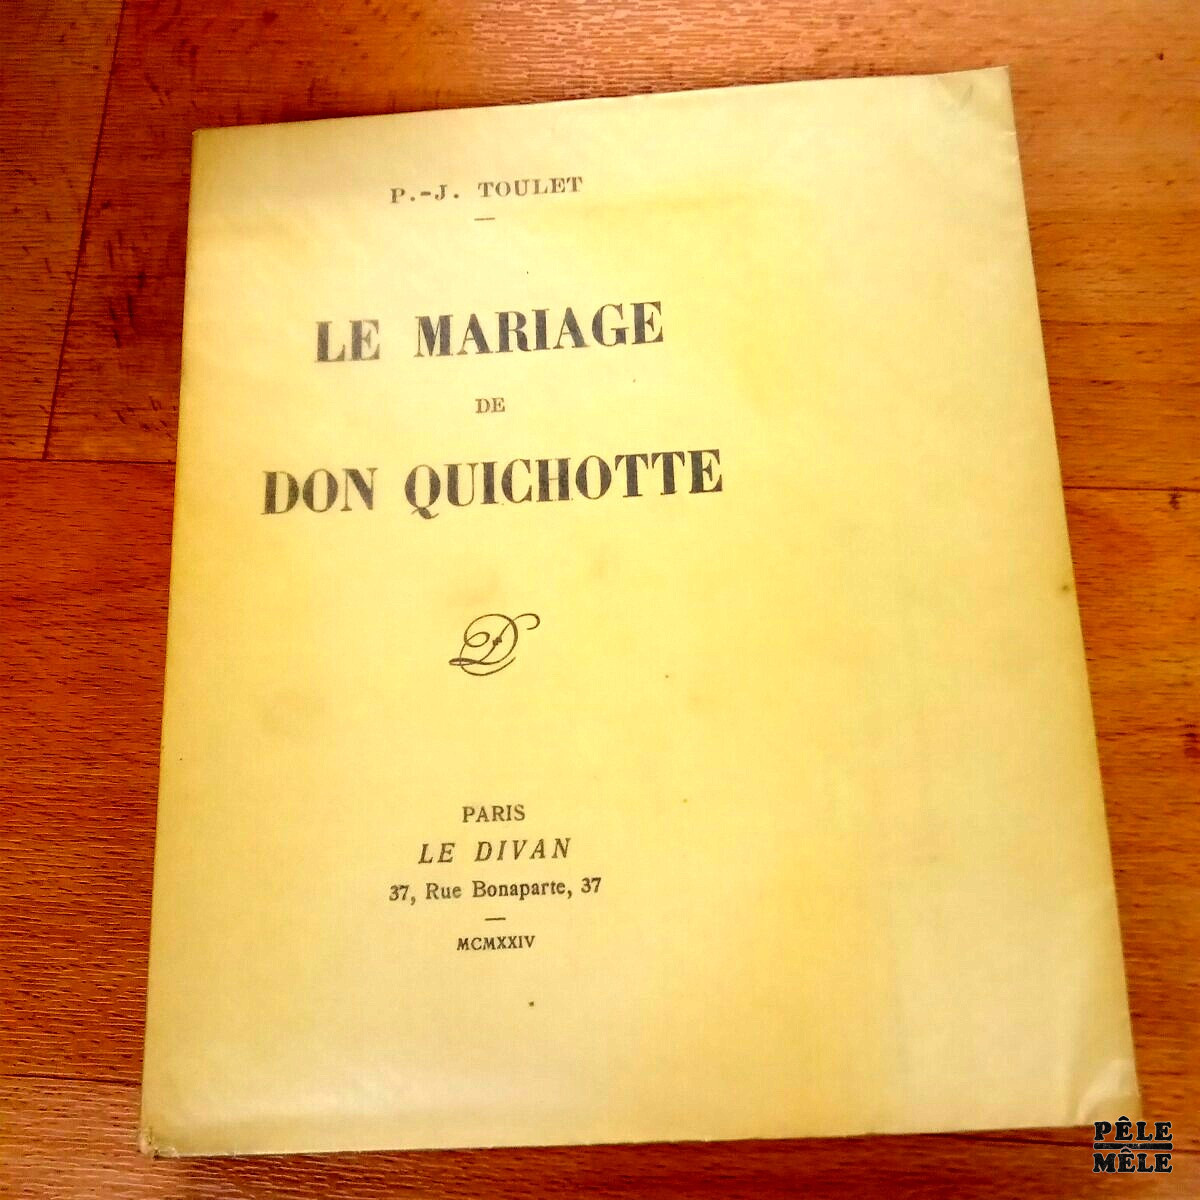 P.-J. TOULET
LE MARIAGE
DE
DON QUICHOTTE
D
PARIS
LE DIVAN
37, Rue Bonaparte, 37
MCMXXIV
PÊLE
MÊLE